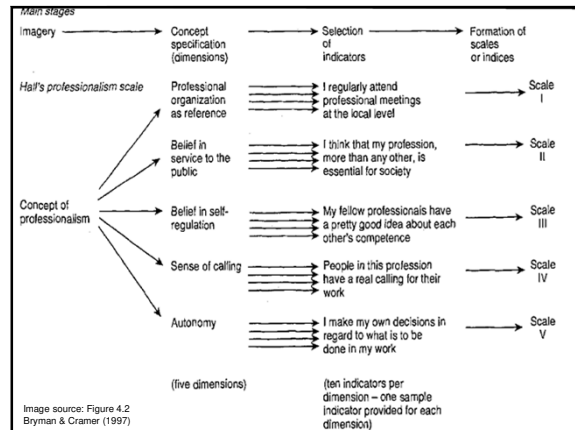 Main stages
Imagery
Concept
specification
(dimensions)
Selection
of
indicators
Formation of
scales
or indices
Hall's professionalism scale
Concept of
professionalism
Professional
organization
as reference
I regularly attend
professional meetings
at the local level
Scale
I
Belief in
service to the
public
I think that my profession,
more than any other, is
essential for society
Scale
II
Belief in self-
regulation
My fellow professionals have
a pretty good idea about each
other's competence
Scale
III
Sense of calling
People in this profession
have a real calling for their
work
Scale
IV
Autonomy
I make my own decisions in
regard to what is to be
done in my work
Scale
V
(five dimensions)
(ten indicators per
dimension – one sample
indicator provided for each
dimension)
Image source: Figure 4.2
Bryman & Cramer (1997)